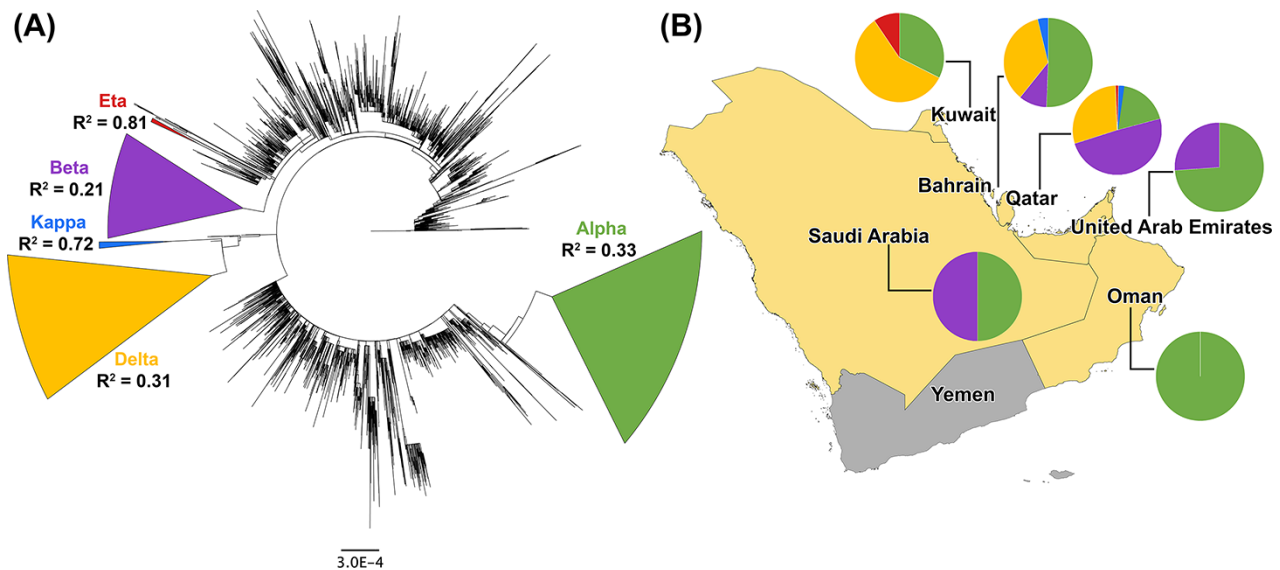 (A)
Eta
R² = 0.81
Beta
R² = 0.21
Kappa
R² = 0.72
Delta
R² = 0.31
Alpha
R² = 0.33
3.0E-4
(B)
Kuwait
Bahrain
Qatar
United Arab Emirates
Saudi Arabia
Oman
Yemen